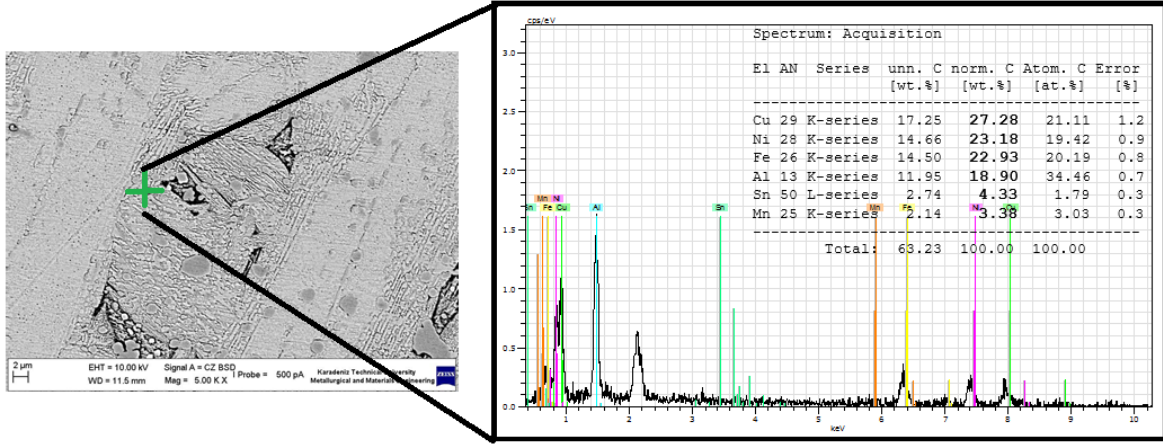 2 µm
EHT = 10.00 kV
WD = 11.5 mm
Signal A = CZ BSD
Mag = 5.00 K X
I Probe = 500 pA
Karadeniz Technical University
Metallurgical and Materials Engineering
ZEISS
cps/eV
Spectrum: Acquisition
El AN Series unn. C norm. C Atom. C Error
[wt.%] [wt.%] [at.%] [%]
Cu 29 K-series 17.25 27.28 21.11 1.2
Ni 28 K-series 14.66 23.18 19.42 0.9
Fe 26 K-series 14.50 22.93 20.19 0.8
Al 13 K-series 11.95 18.90 34.46 0.7
Sn 50 L-series 2.74 4.33 1.79 0.3
Mn 25 K-series 2.14 3.38 3.03 0.3
Total: 63.23 100.00 100.00
3.0
2.5
2.0
1.5
1.0
0.5
0.0
Mn Ni
Sn Fe Cu Al Sn Mn Fe Ni Cu
1 2 3 4 5 6 7 8 9 10
keV